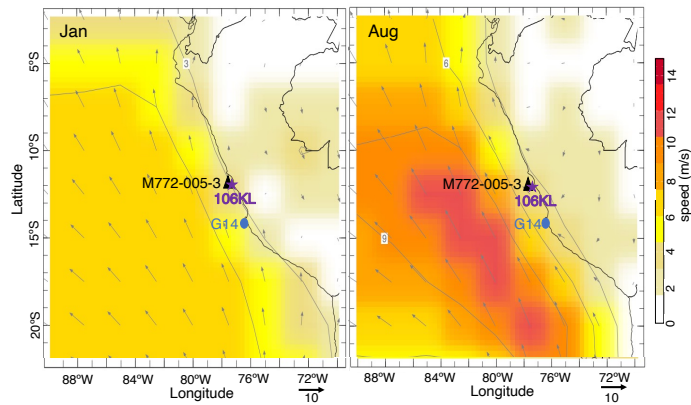 Jan
Aug
3
6
9
5°S
10°S
15°S
20°S
Latitude
M772-005-3
106KL
G14
M772-005-3
106KL
G14
88°W 84°W 80°W 76°W 72°W
88°W 84°W 80°W 76°W 72°W
Longitude
10
Longitude
10
0 2 4 6 8 10 12 14
speed (m/s)